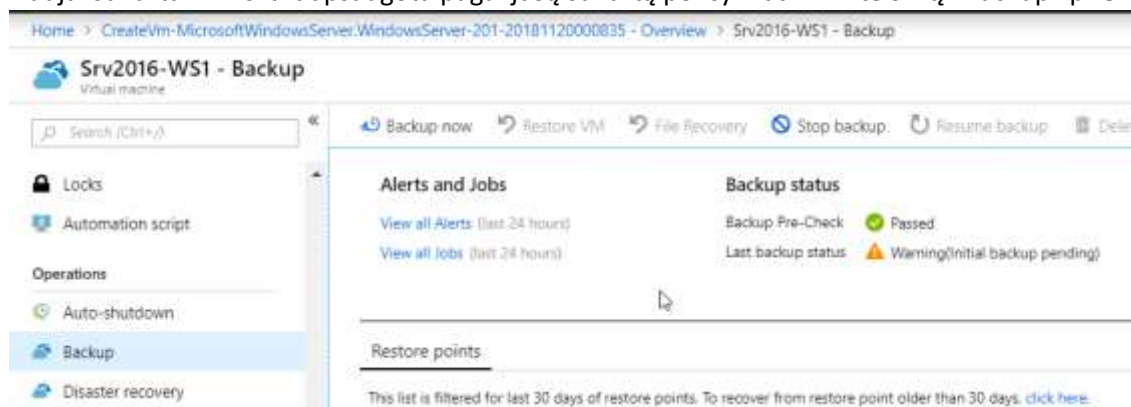 Home > CreateVm-MicrosoftWindowsServer.WindowsServer-201-20181120000835 - Overview > Srv2016-WS1 - Backup
Srv2016-WS1 - Backup
Virtual machine
Search (Ctrl+/)
«
Backup now Restore VM File Recovery Stop backup Resume backup Dele
Locks
Automation script
Operations
Auto-shutdown
Backup
Disaster recovery
Alerts and Jobs
View all Alerts (last 24 hours)
View all Jobs (last 24 hours)
Backup status
Backup Pre-Check Passed
Last backup status Warning(Initial backup pending)
Restore points
This list is filtered for last 30 days of restore points. To recover from restore point older than 30 days, click here.